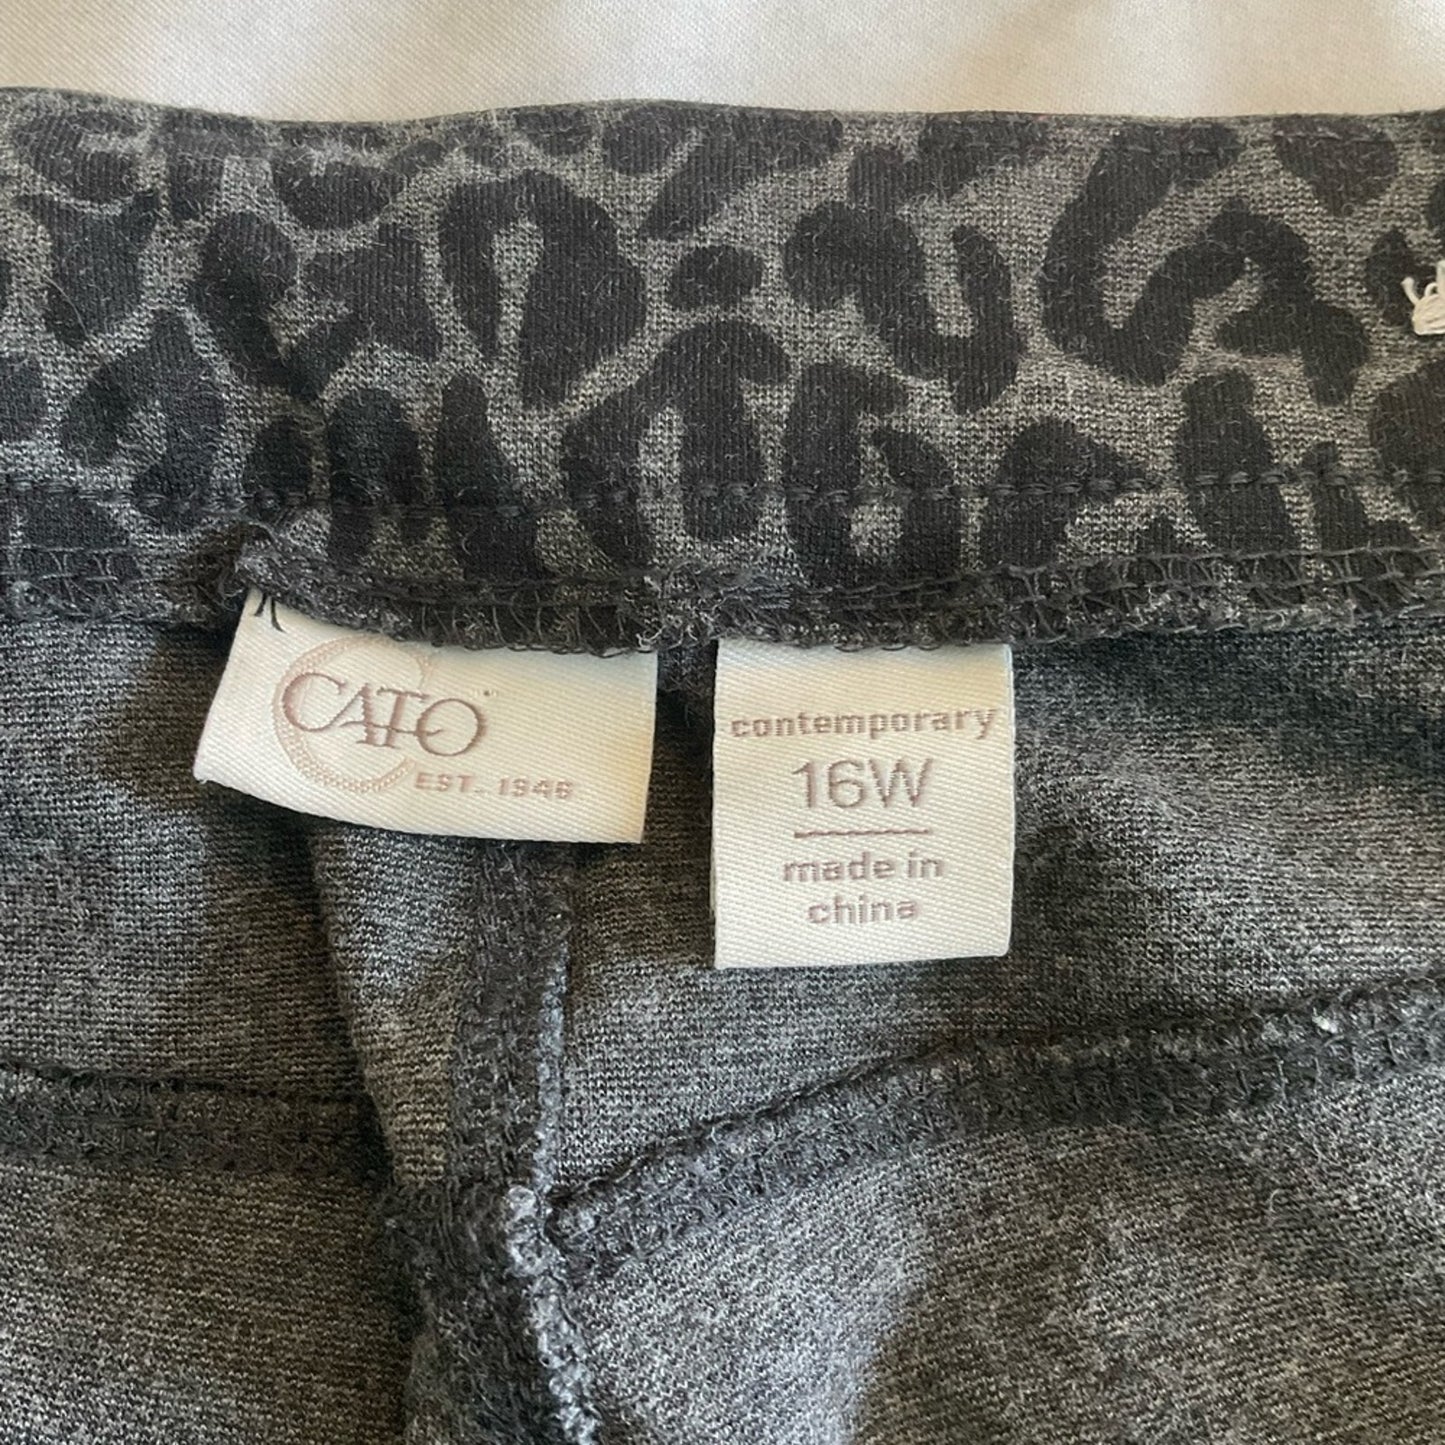 CATO
EST. 1946
contemporary
16W
made in
china